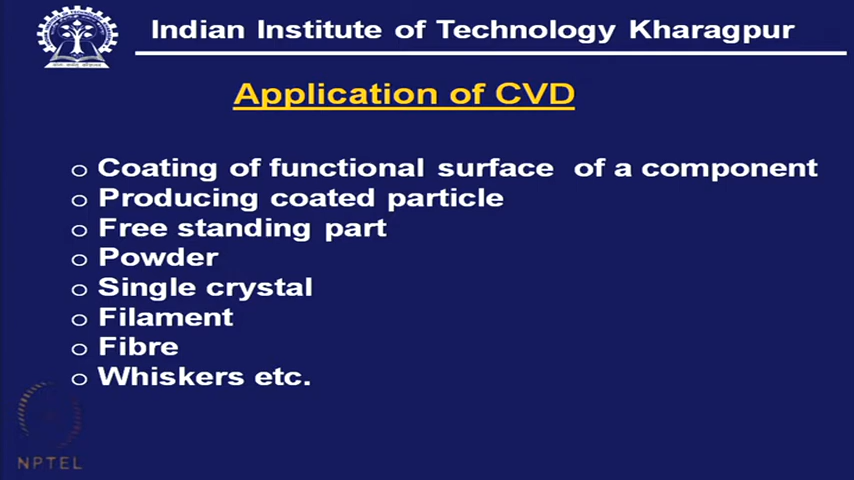 Indian Institute of Technology Kharagpur
Application of CVD
o Coating of functional surface of a component
o Producing coated particle
o Free standing part
o Powder
o Single crystal
o Filament
o Fibre
o Whiskers etc.
NPTEL